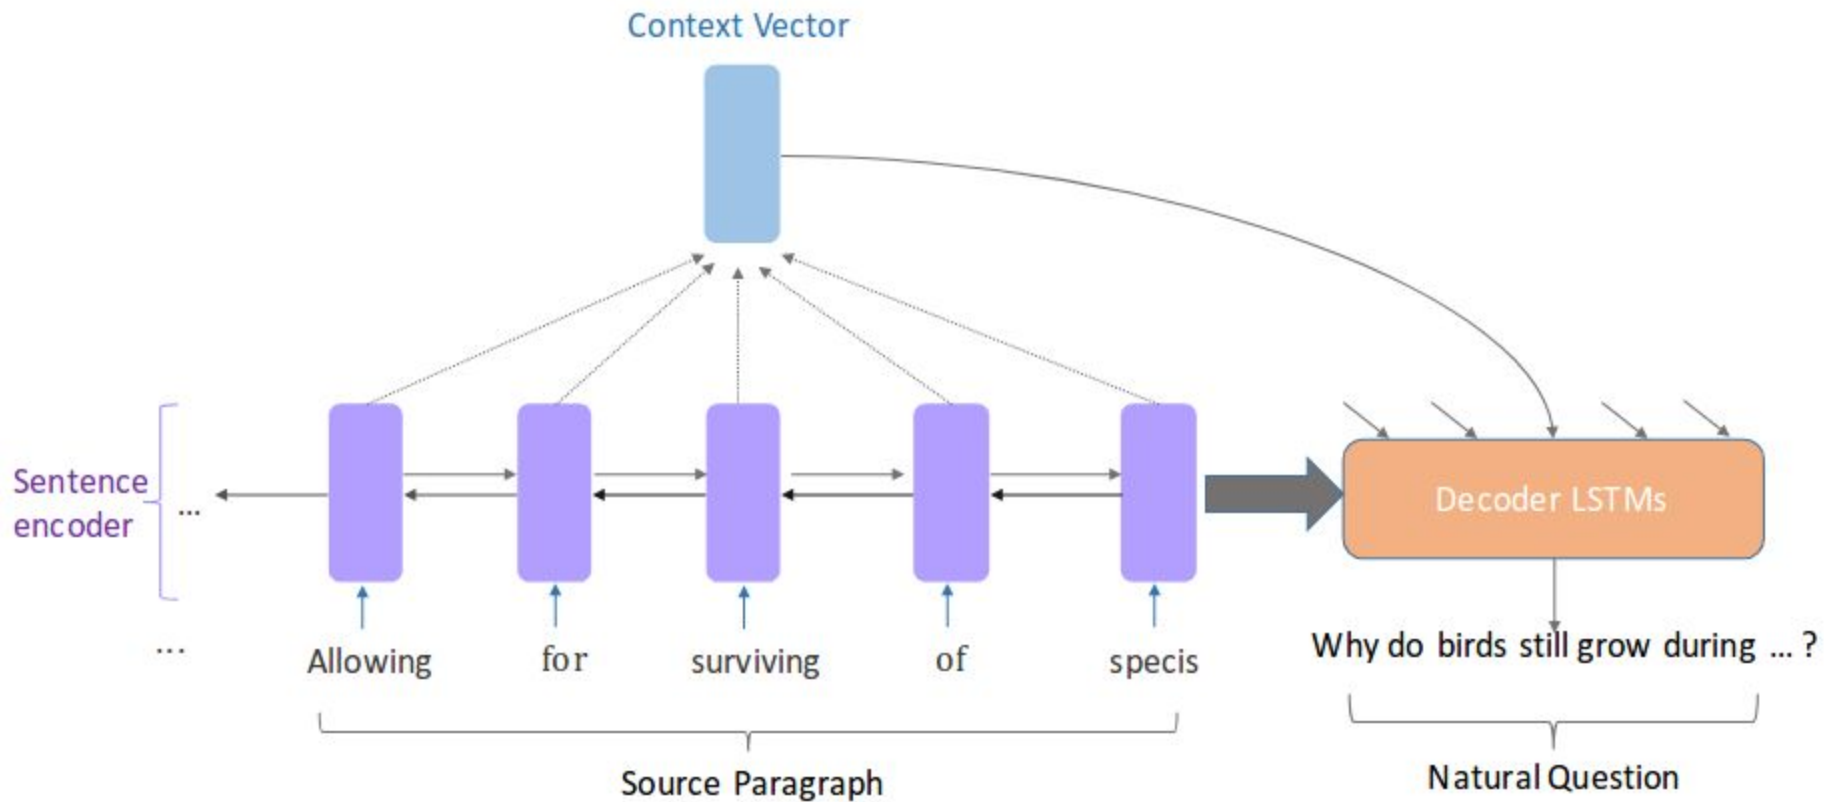 Context Vector
Sentence
encoder
...
Decoder LSTMs
... Allowing for surviving of specis
Why do birds still grow during ... ?
Source Paragraph
Natural Question